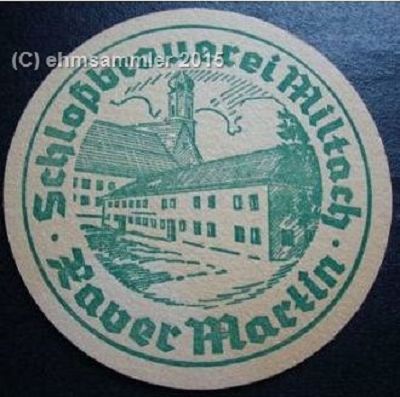 (C) ehmsammler 2015
Schloßbrauerei Miltach
· Xaver Martin ·